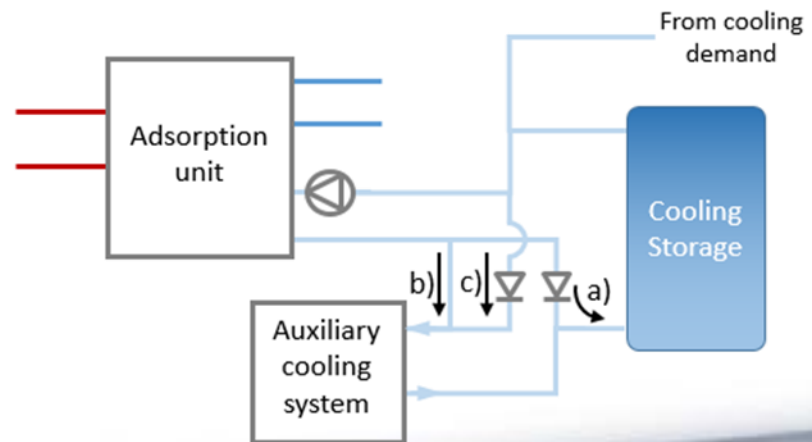 From cooling
demand
Adsorption
unit
Cooling
Storage
b)
c)
a)
Auxiliary
cooling
system